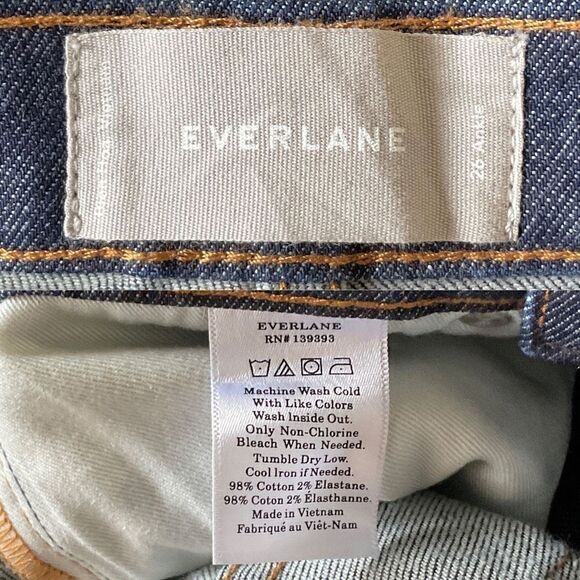 EVERLANE
26 Ankle
EVERLANE
RN# 139393
Machine Wash Cold
With Like Colors
Wash Inside Out.
Only Non-Chlorine
Bleach When Needed.
Tumble Dry Low.
Cool Iron if Needed.
98% Cotton 2% Elastane.
98% Coton 2% Élasthanne.
Made in Vietnam
Fabriqué au Viêt-Nam